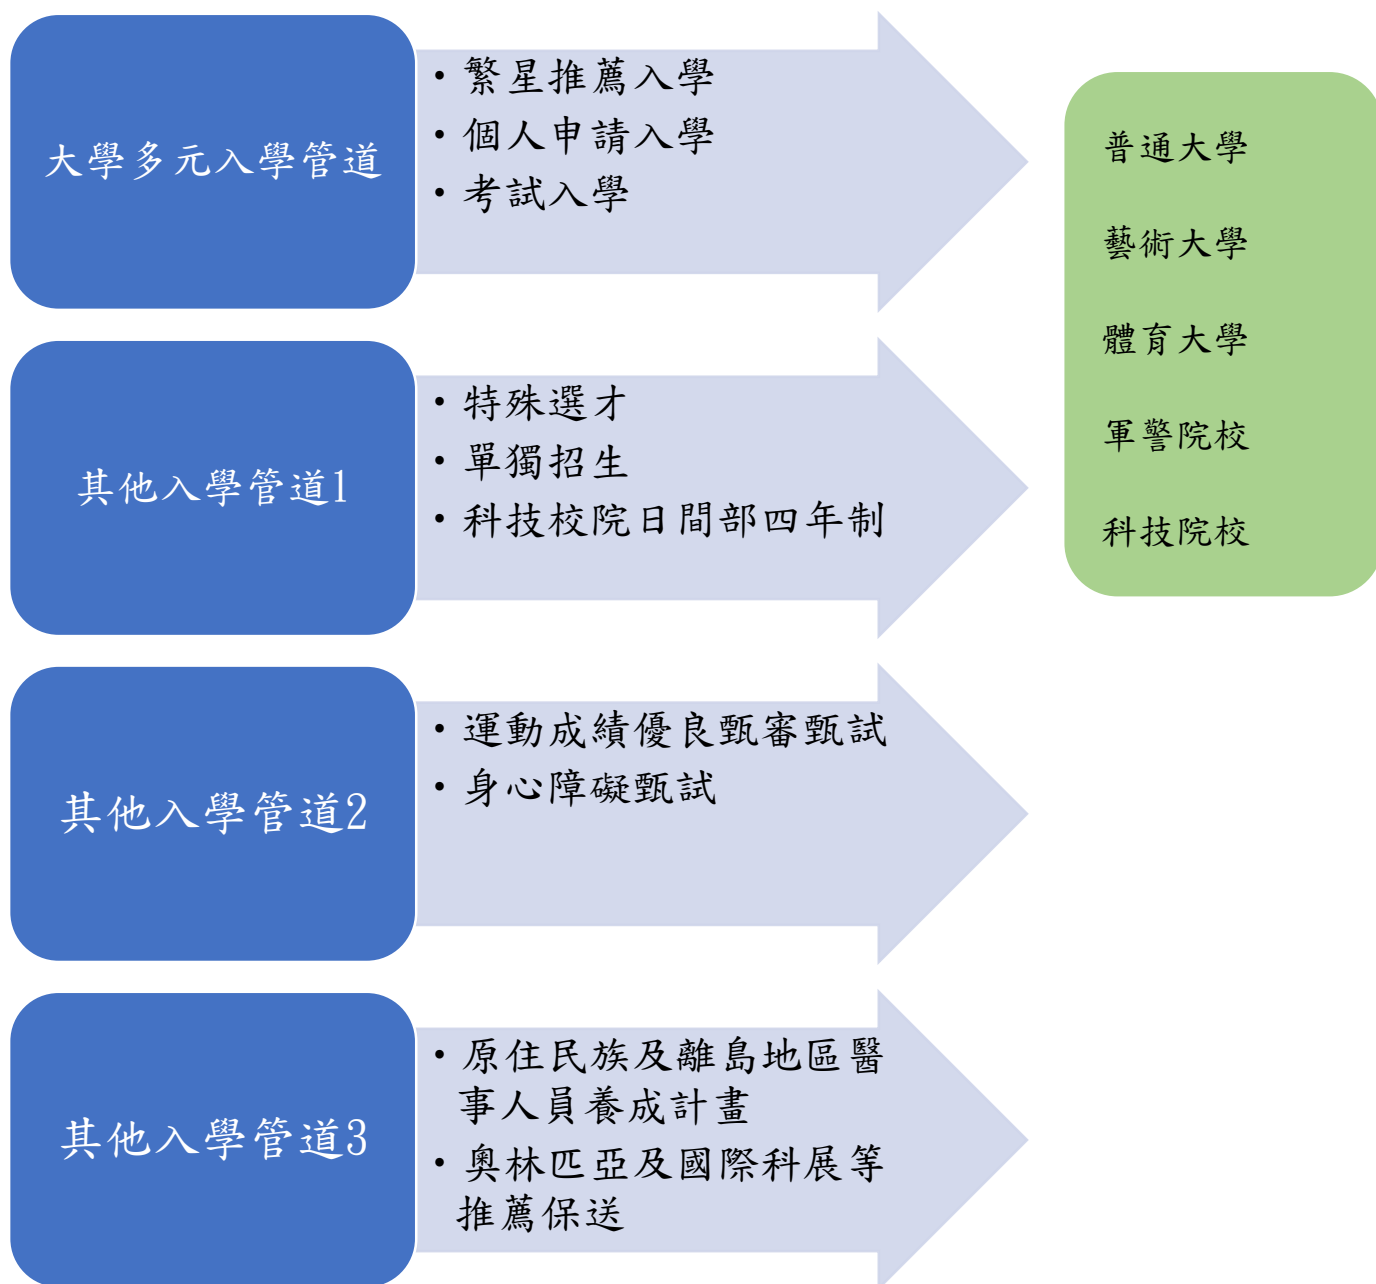 大學多元入學管道
・繁星推薦入學
・個人申請入學
・考試入學
普通大學
藝術大學
體育大學
軍警院校
科技院校
其他入學管道1
・特殊選才
・單獨招生
・科技校院日間部四年制
其他入學管道2
・運動成績優良甄審甄試
・身心障礙甄試
其他入學管道3
・原住民族及離島地區醫
事人員養成計畫
・奧林匹亞及國際科展等
推薦保送